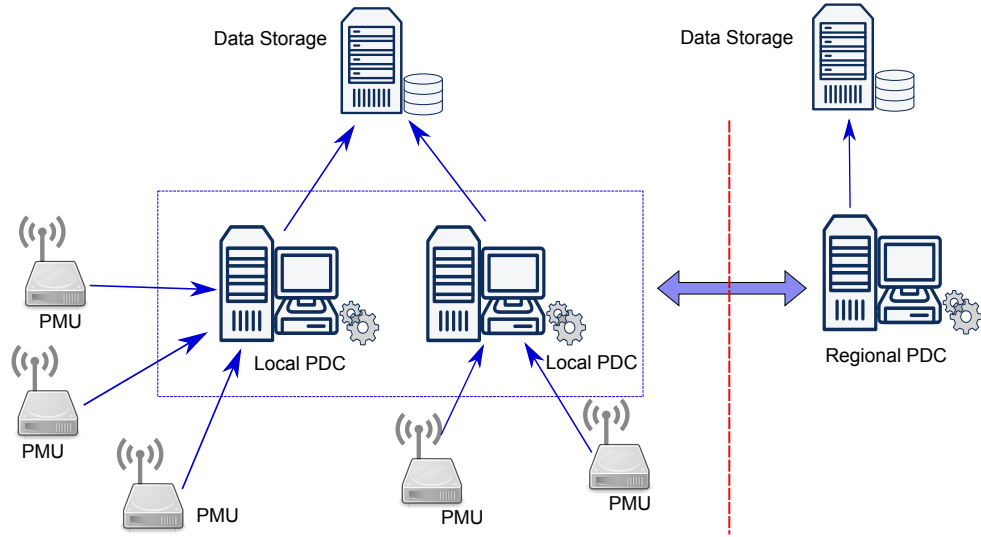 Data Storage
Data Storage
PMU
Local PDC
Local PDC
Regional PDC
PMU
PMU
PMU
PMU